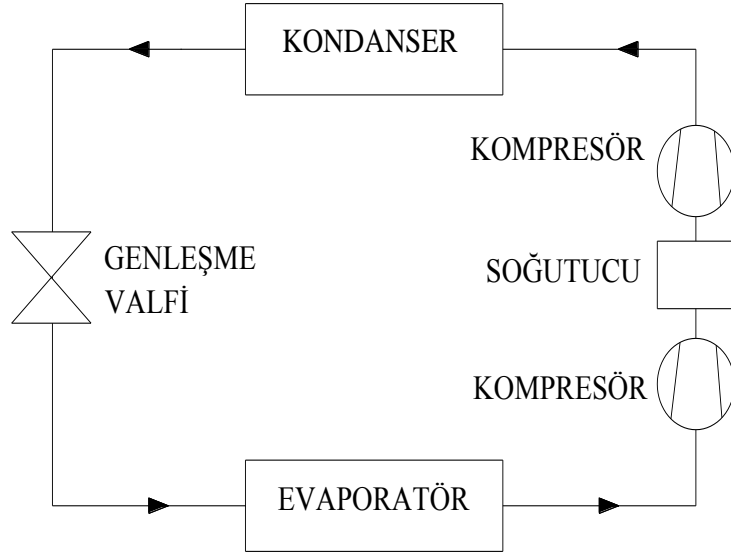 KONDANSER
KOMPRESÖR
GENLEŞME
VALFİ
SOĞUTUCU
KOMPRESÖR
EVAPORATÖR